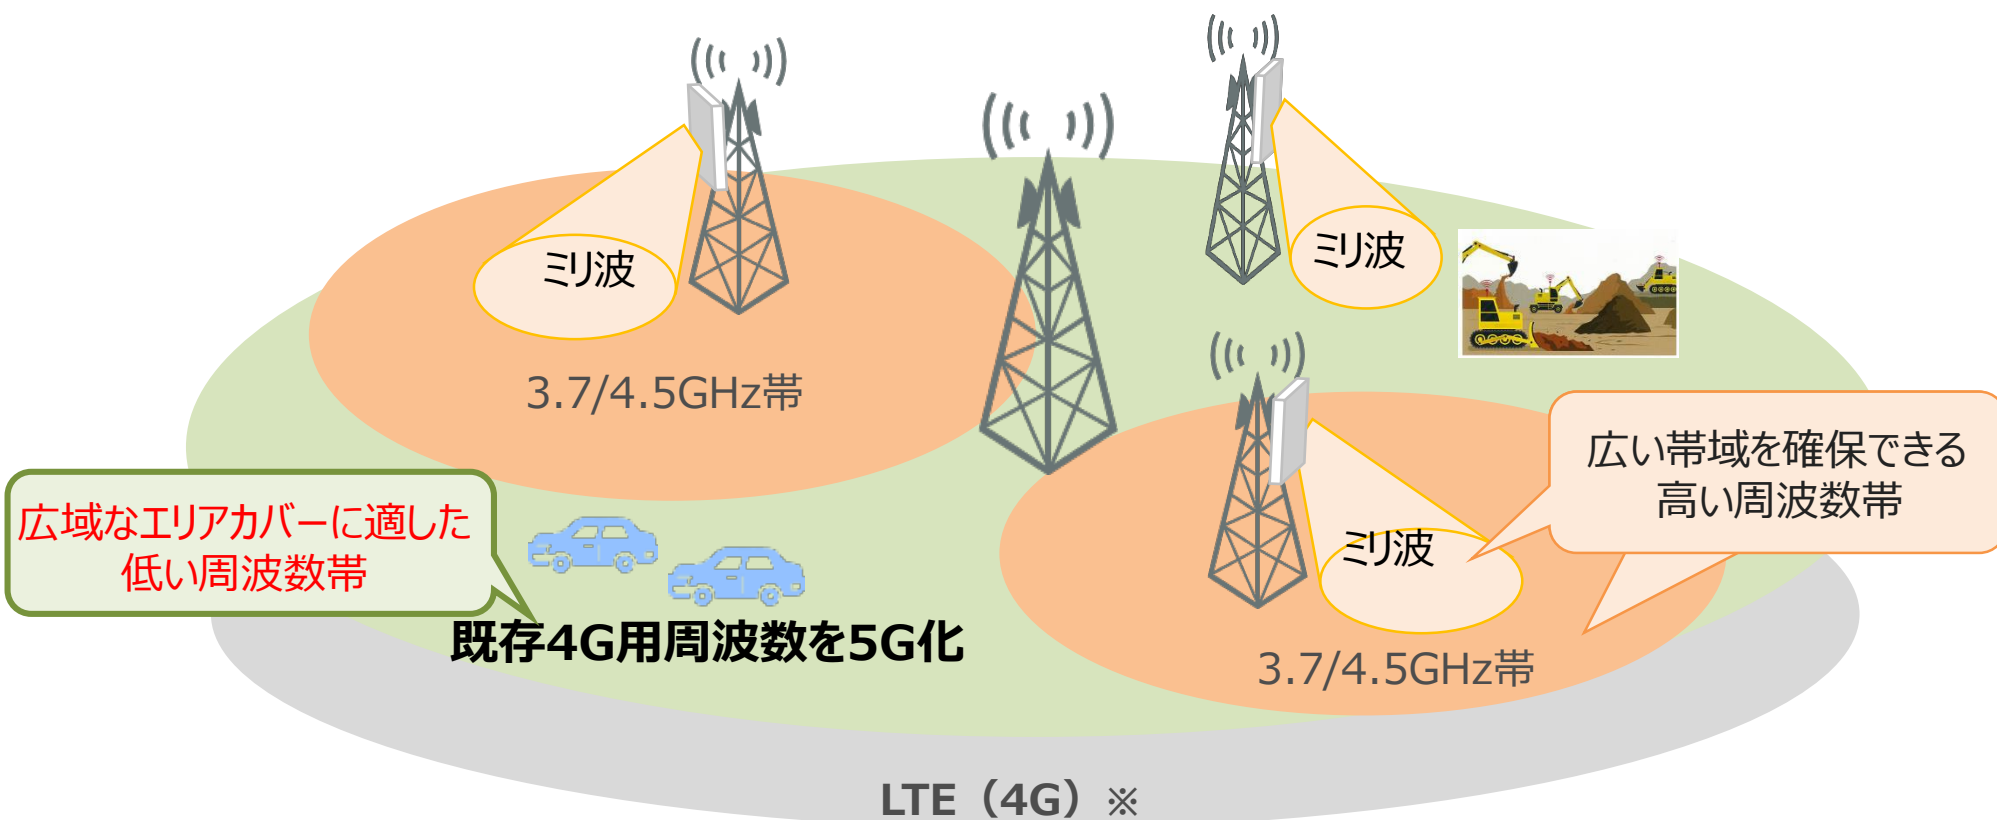 ミリ波
ミリ波
3.7/4.5GHz帯
広い帯域を確保できる
高い周波数帯
広域なエリアカバーに適した
低い周波数帯
ミリ波
既存4G用周波数を5G化
3.7/4.5GHz帯
LTE（4G）※